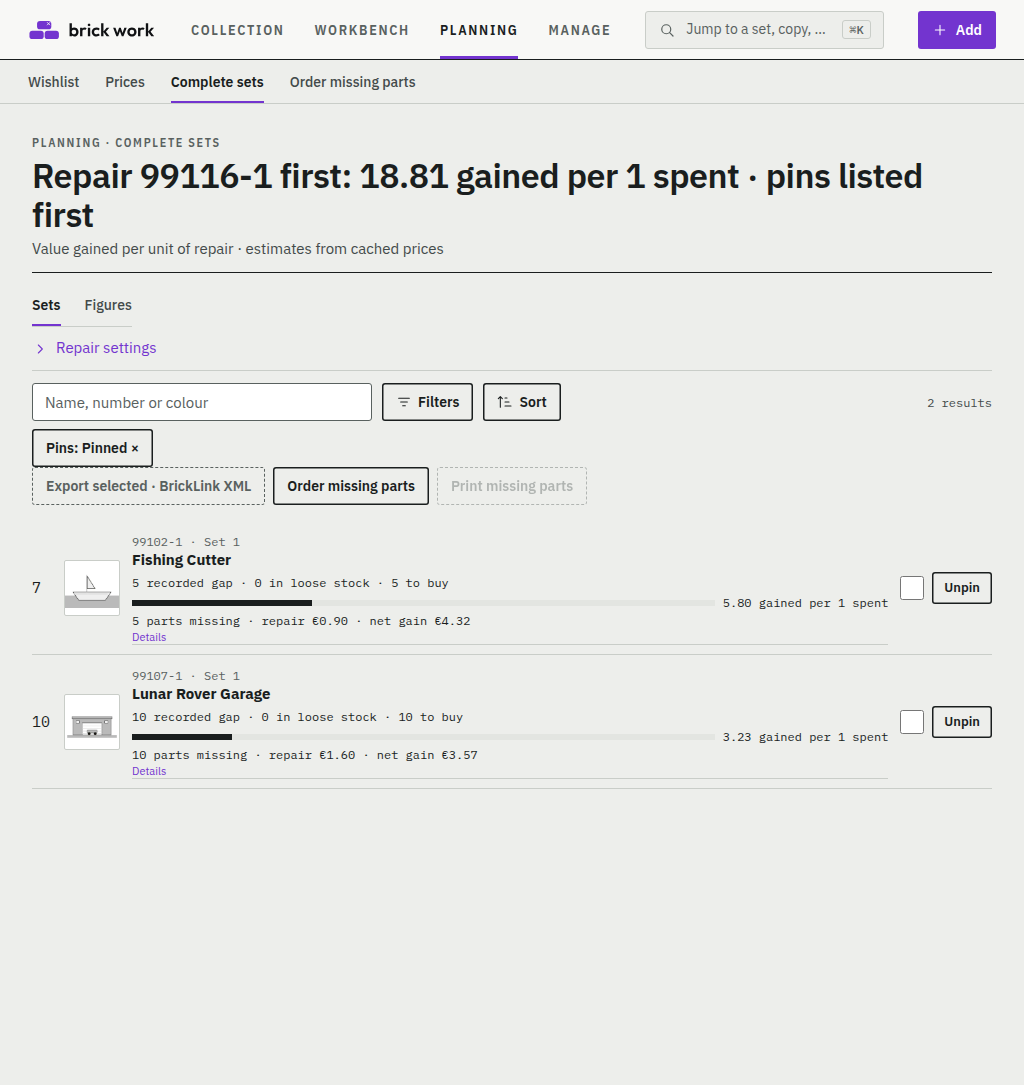 brick work COLLECTION WORKBENCH PLANNING MANAGE Jump to a set, copy, ... ⌘K + Add
Wishlist Prices Complete sets Order missing parts
PLANNING · COMPLETE SETS
Repair 99116-1 first: 18.81 gained per 1 spent · pins listed
first
Value gained per unit of repair · estimates from cached prices
Sets Figures
Repair settings
Name, number or colour Filters Sort 2 results
Pins: Pinned ×
Export selected · BrickLink XML Order missing parts Print missing parts
99102-1 · Set 1
Fishing Cutter
5 recorded gap · 0 in loose stock · 5 to buy
7 5.80 gained per 1 spent Unpin
5 parts missing · repair €0.90 · net gain €4.32
Details
99107-1 · Set 1
Lunar Rover Garage
10 recorded gap · 0 in loose stock · 10 to buy
10 3.23 gained per 1 spent Unpin
10 parts missing · repair €1.60 · net gain €3.57
Details